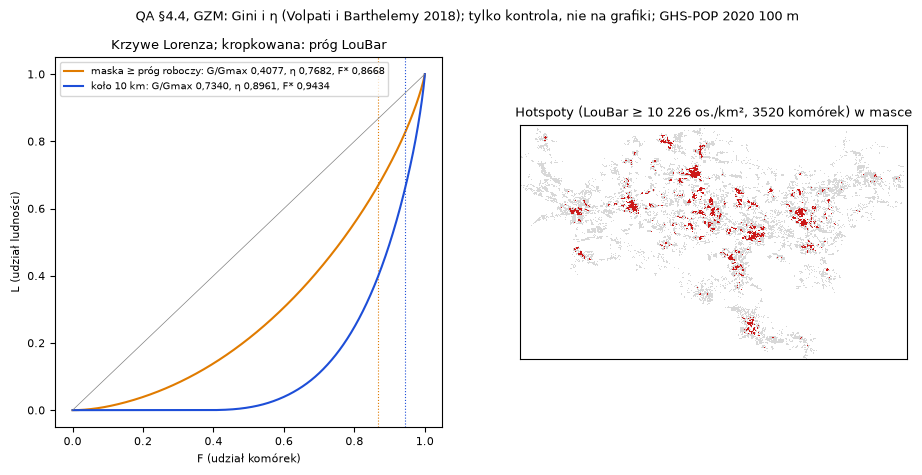 QA §4.4, GZM: Gini i η (Volpati i Barthelemy 2018); tylko kontrola, nie na grafiki; GHS-POP 2020 100 m
Krzywe Lorenza; kropkowana: próg LouBar
maska ≥ próg roboczy: G/Gmax 0,4077, η 0,7682, F* 0,8668
koło 10 km: G/Gmax 0,7340, η 0,8961, F* 0,9434
1.0
0.8
0.6
0.4
0.2
0.0
L (udział ludności)
0.0 0.2 0.4 0.6 0.8 1.0
F (udział komórek)
Hotspoty (LouBar ≥ 10 226 os./km², 3520 komórek) w masce